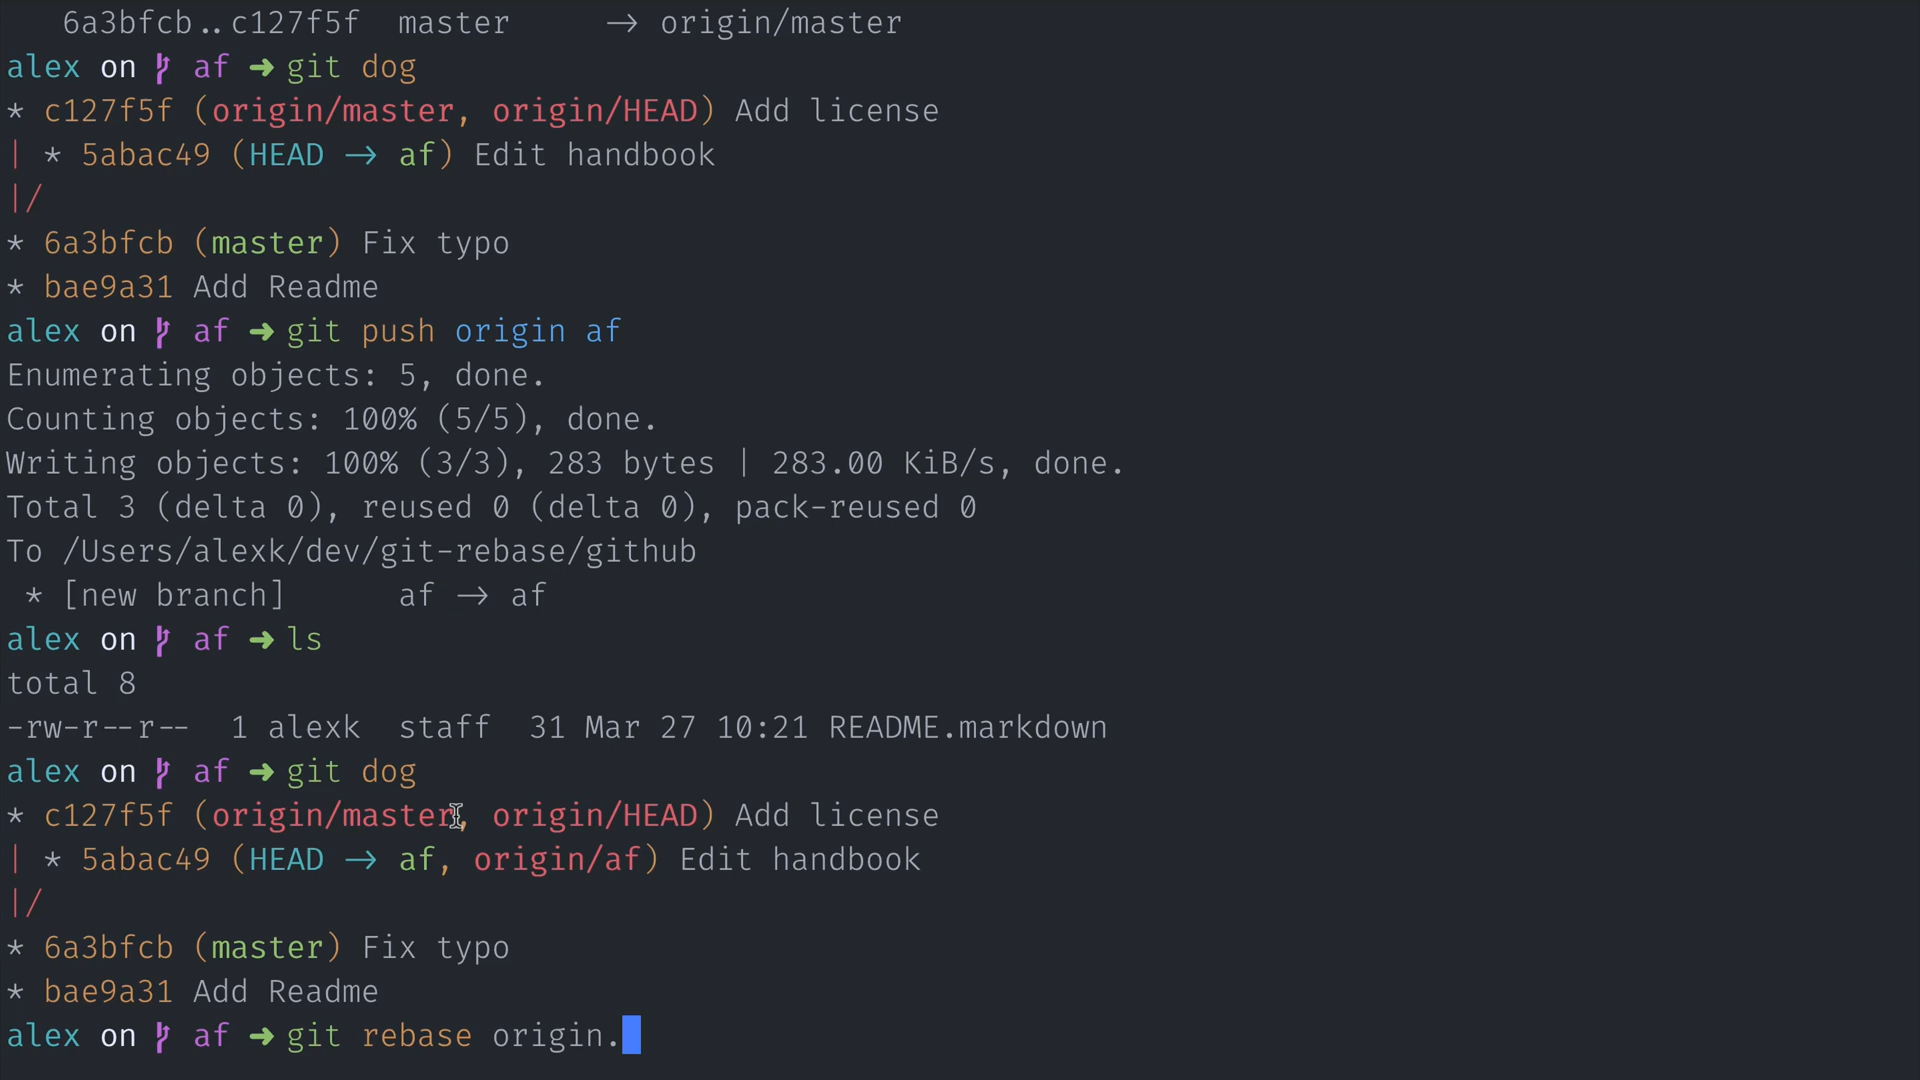 6a3bfcb..c127f5f  master     -> origin/master
alex on af ➜ git dog
* c127f5f (origin/master, origin/HEAD) Add license
| * 5abac49 (HEAD -> af) Edit handbook
|/
* 6a3bfcb (master) Fix typo
* bae9a31 Add Readme
alex on af ➜ git push origin af
Enumerating objects: 5, done.
Counting objects: 100% (5/5), done.
Writing objects: 100% (3/3), 283 bytes | 283.00 KiB/s, done.
Total 3 (delta 0), reused 0 (delta 0), pack-reused 0
To /Users/alexk/dev/git-rebase/github
 * [new branch]      af -> af
alex on af ➜ ls
total 8
-rw-r--r--  1 alexk  staff  31 Mar 27 10:21 README.markdown
alex on af ➜ git dog
* c127f5f (origin/master, origin/HEAD) Add license
| * 5abac49 (HEAD -> af, origin/af) Edit handbook
|/
* 6a3bfcb (master) Fix typo
* bae9a31 Add Readme
alex on af ➜ git rebase origin.